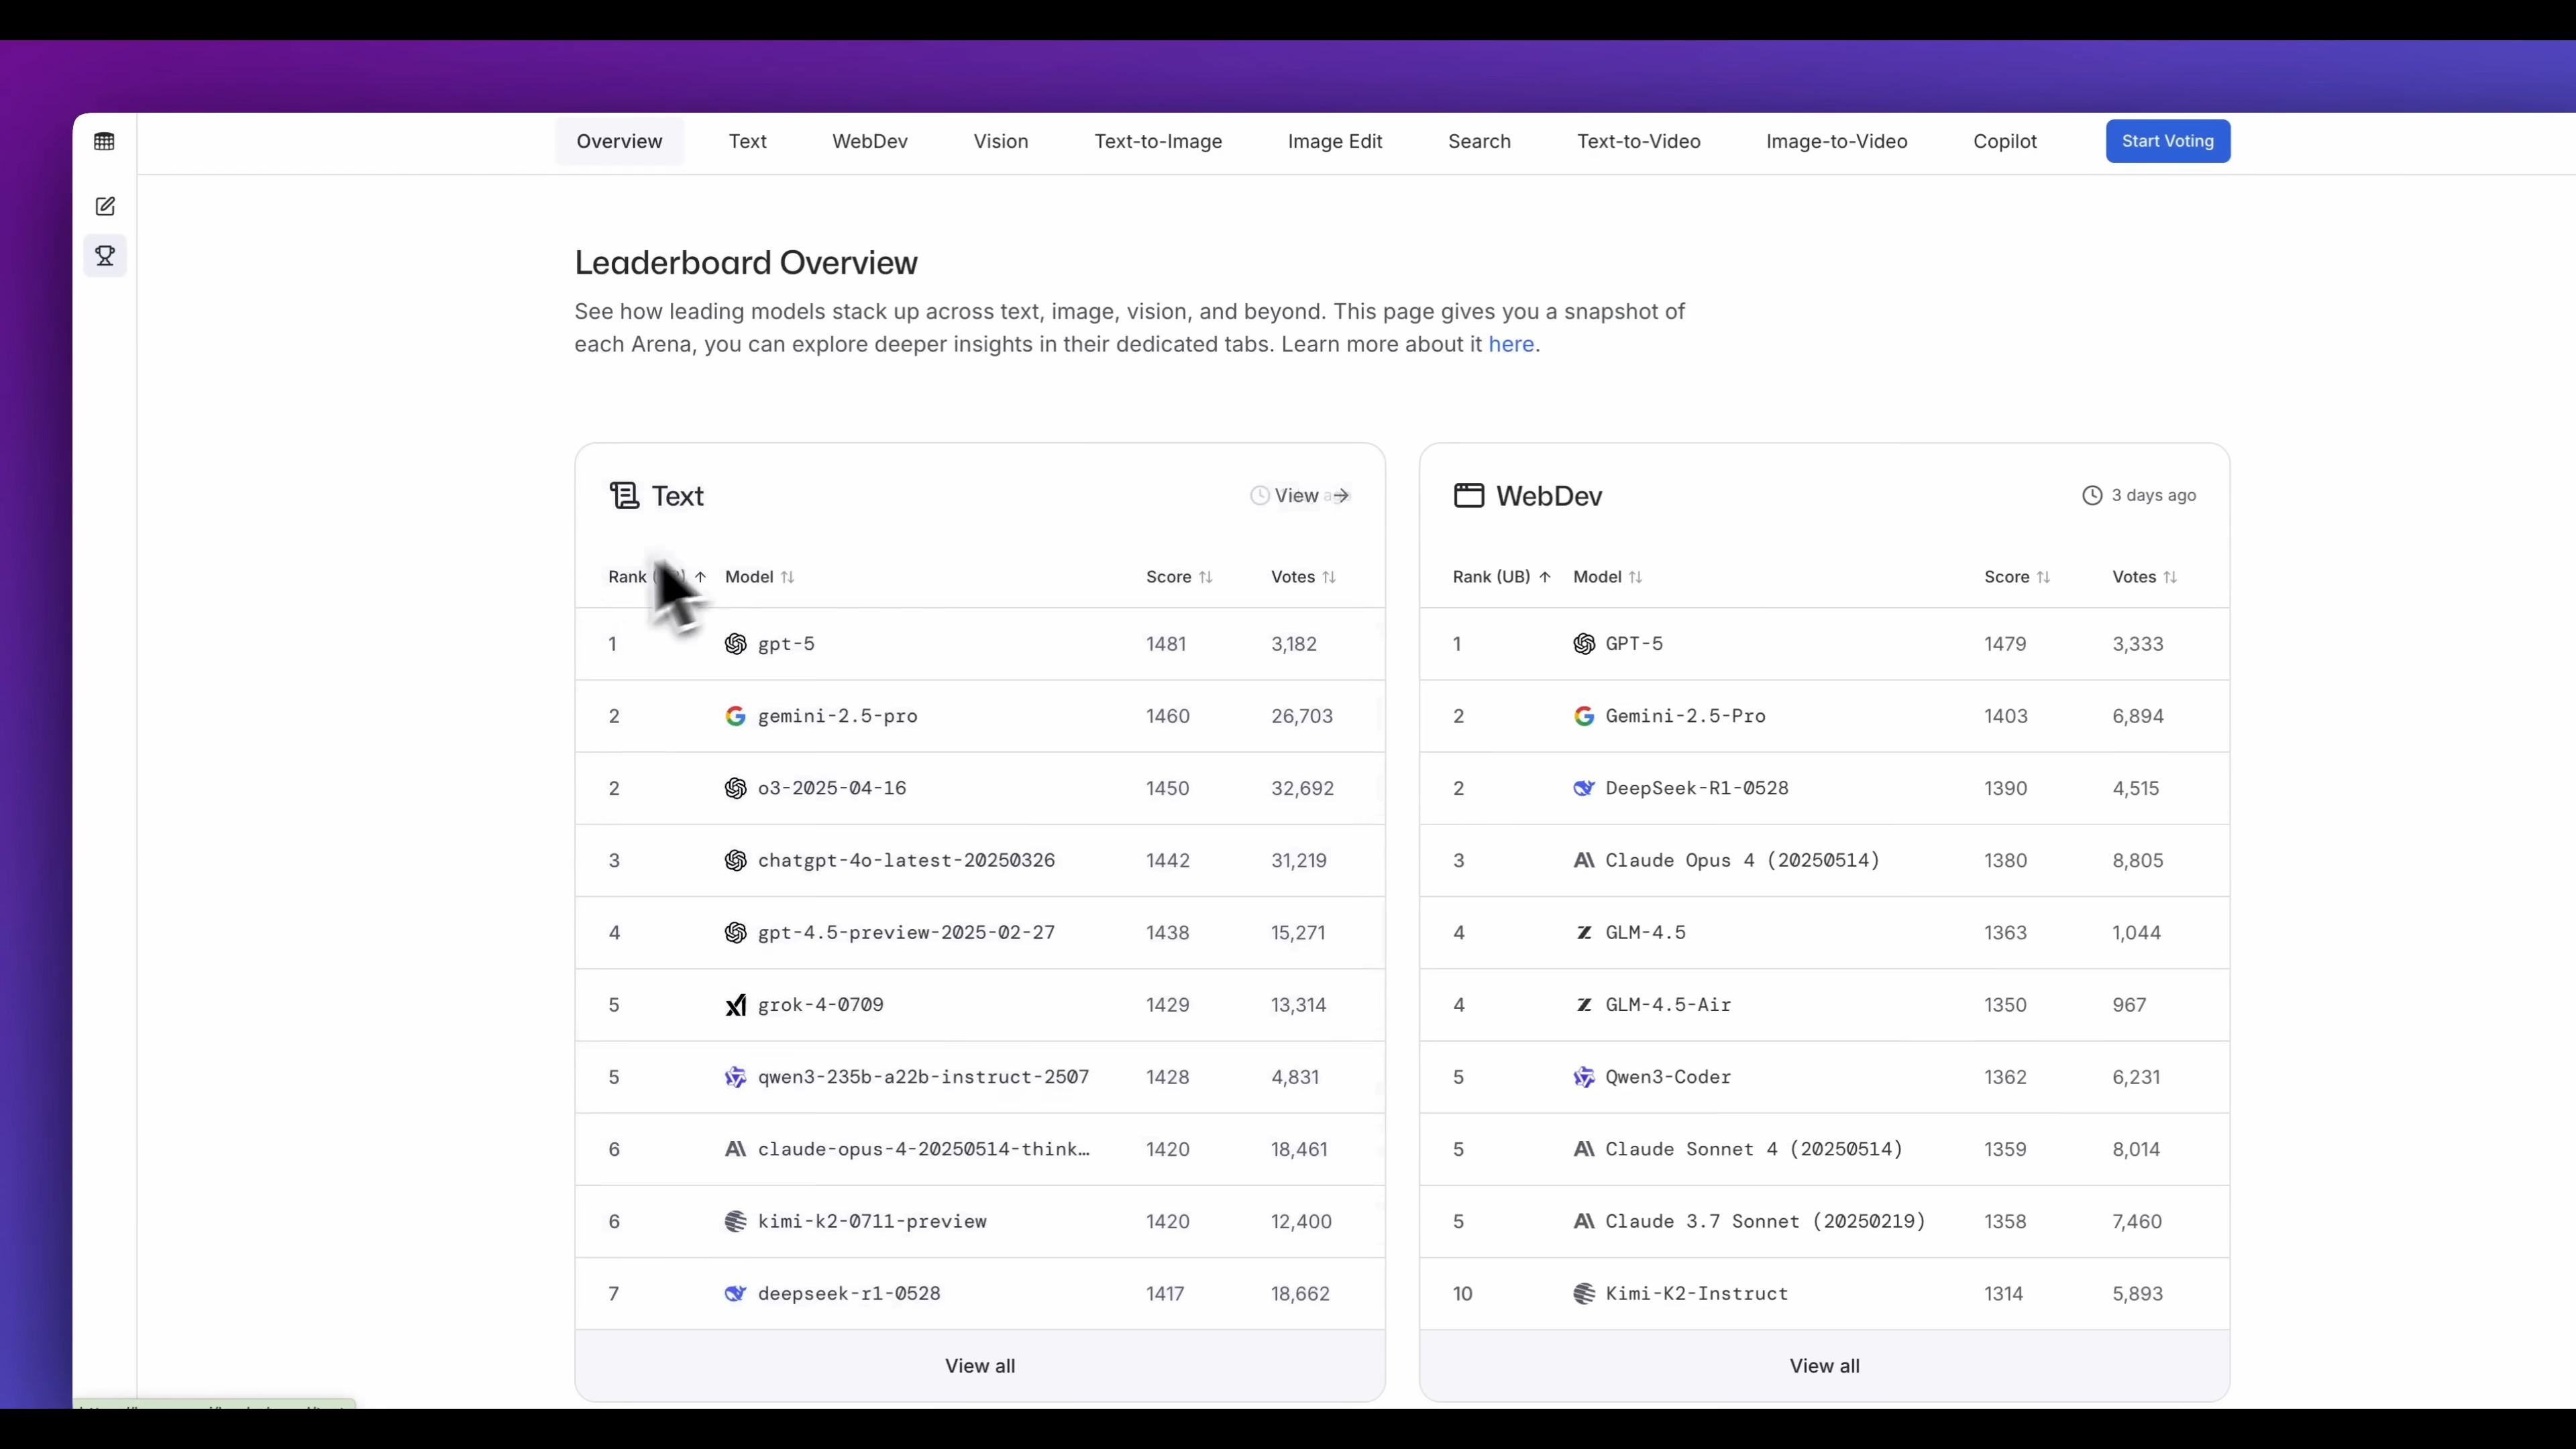 Overview Text WebDev Vision Text-to-Image Image Edit Search Text-to-Video Image-to-Video Copilot Start Voting
Leaderboard Overview
See how leading models stack up across text, image, vision, and beyond. This page gives you a snapshot of
each Arena, you can explore deeper insights in their dedicated tabs. Learn more about it here.
Text View
Rank Model Score Votes
1 gpt-5 1481 3,182
2 gemini-2.5-pro 1460 26,703
2 o3-2025-04-16 1450 32,692
3 chatgpt-4o-latest-20250326 1442 31,219
4 gpt-4.5-preview-2025-02-27 1438 15,271
5 grok-4-0709 1429 13,314
5 qwen3-235b-a22b-instruct-2507 1428 4,831
6 claude-opus-4-20250514-think… 1420 18,461
6 kimi-k2-0711-preview 1420 12,400
7 deepseek-r1-0528 1417 18,662
View all
WebDev 3 days ago
Rank (UB) Model Score Votes
1 GPT-5 1479 3,333
2 Gemini-2.5-Pro 1403 6,894
2 DeepSeek-R1-0528 1390 4,515
3 Claude Opus 4 (20250514) 1380 8,805
4 GLM-4.5 1363 1,044
4 GLM-4.5-Air 1350 967
5 Qwen3-Coder 1362 6,231
5 Claude Sonnet 4 (20250514) 1359 8,014
5 Claude 3.7 Sonnet (20250219) 1358 7,460
10 Kimi-K2-Instruct 1314 5,893
View all